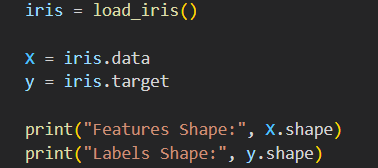 iris = load_iris()
X = iris.data
y = iris.target
print("Features Shape:", X.shape)
print("Labels Shape:", y.shape)